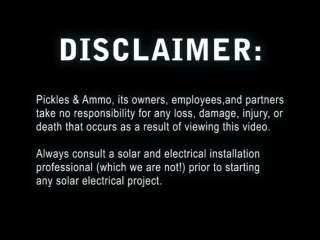 DISCLAIMER:
Pickles & Ammo, its owners, employees,and partners
take no responsibility for any loss, damage, injury, or
death that occurs as a result of viewing this video.
Always consult a solar and electrical installation
professional (which we are not!) prior to starting
any solar electrical project.